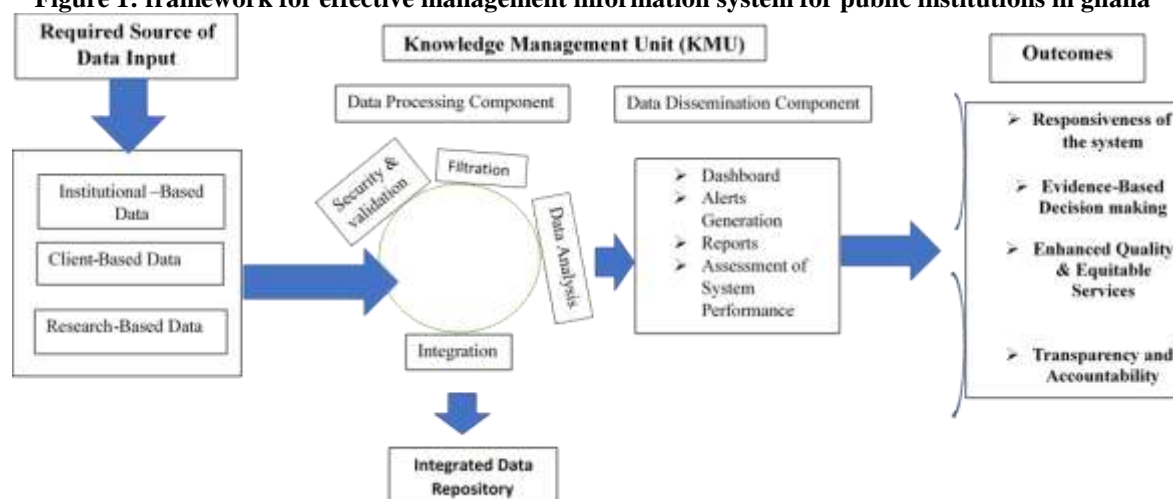 Figure 1: framework for effective management information system for public institutions in ghana
Required Source of
Data Input
Knowledge Management Unit (KMU)
Outcomes
Data Processing Component
Data Dissemination Component
Institutional –Based
Data
Client-Based Data
Research-Based Data
Security &
validation
Filtration
Data Analysis
Integration
Integrated Data
Repository
➢ Dashboard
➢ Alerts
Generation
➢ Reports
➢ Assessment of
System
Performance
➢ Responsiveness of
the system
➢ Evidence-Based
Decision making
➢ Enhanced Quality
& Equitable
Services
➢ Transparency and
Accountability